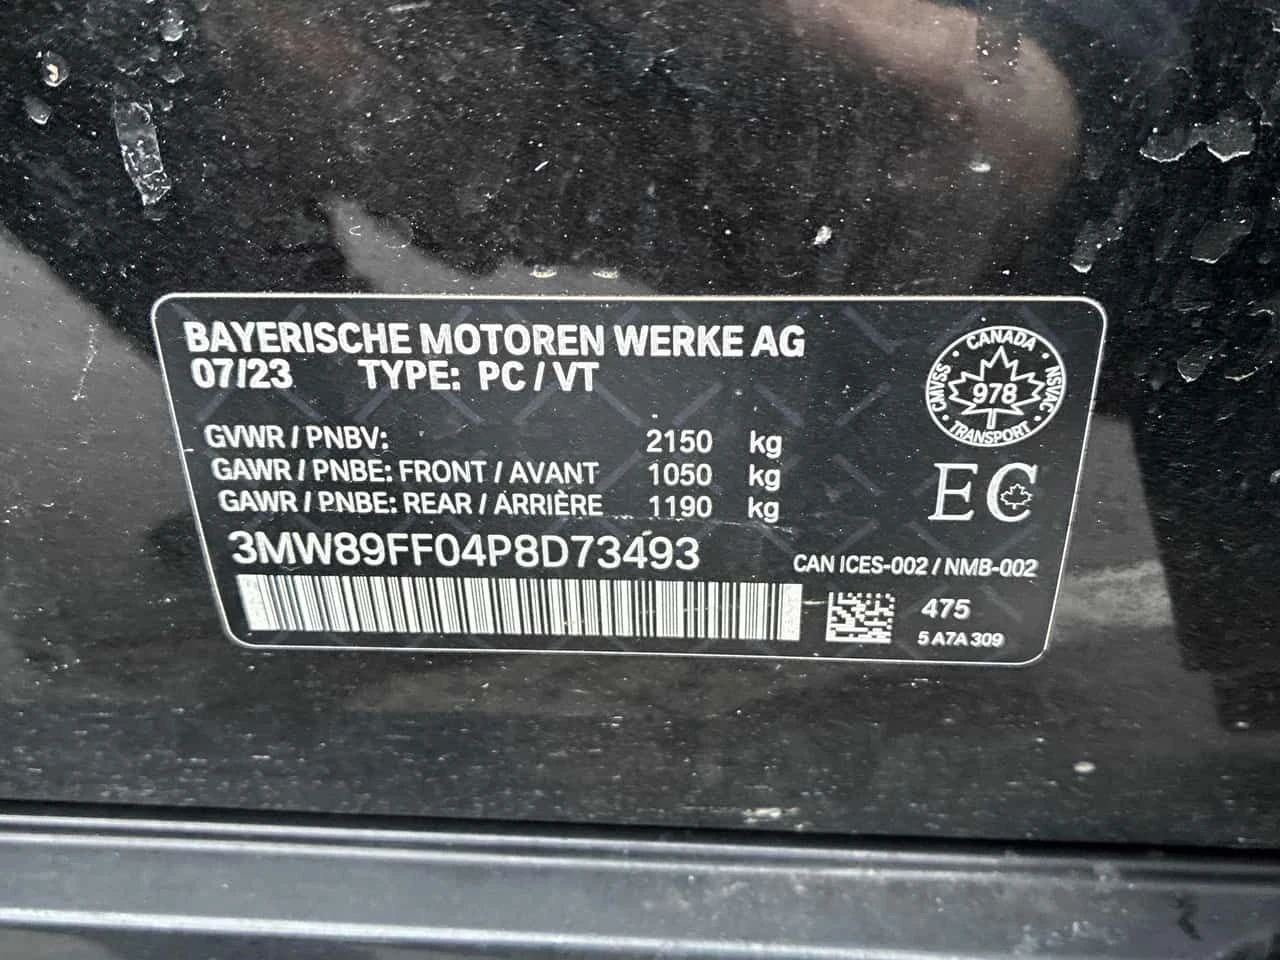 BAYERISCHE MOTOREN WERKE AG
07/23 TYPE: PC / VT
GVWR / PNBV: 2150 kg
GAWR / PNBE: FRONT / AVANT 1050 kg
GAWR / PNBE: REAR / ARRIÈRE 1190 kg
3MW89FF04P8D73493
CANADA
CMVSS 978 NSVAC
TRANSPORT
EC
CAN ICES-002 / NMB-002
475
5 A7A 309